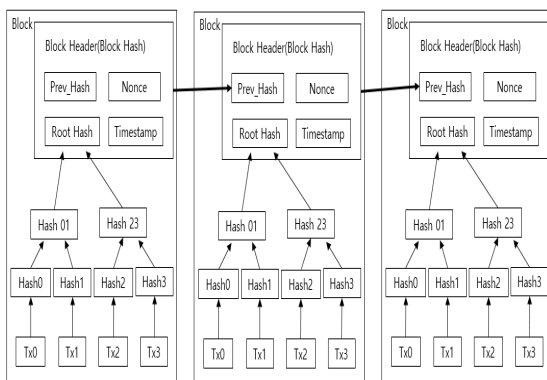 Block
Block Header(Block Hash)
Prev_Hash
Nonce
Root Hash
Timestamp
Hash 01
Hash 23
Hash0
Hash1
Hash2
Hash3
Tx0
Tx1
Tx2
Tx3
Block
Block Header(Block Hash)
Prev_Hash
Nonce
Root Hash
Timestamp
Hash 01
Hash 23
Hash0
Hash1
Hash2
Hash3
Tx0
Tx1
Tx2
Tx3
Block
Block Header(Block Hash)
Prev_Hash
Nonce
Root Hash
Timestamp
Hash 01
Hash 23
Hash0
Hash1
Hash2
Hash3
Tx0
Tx1
Tx2
Tx3